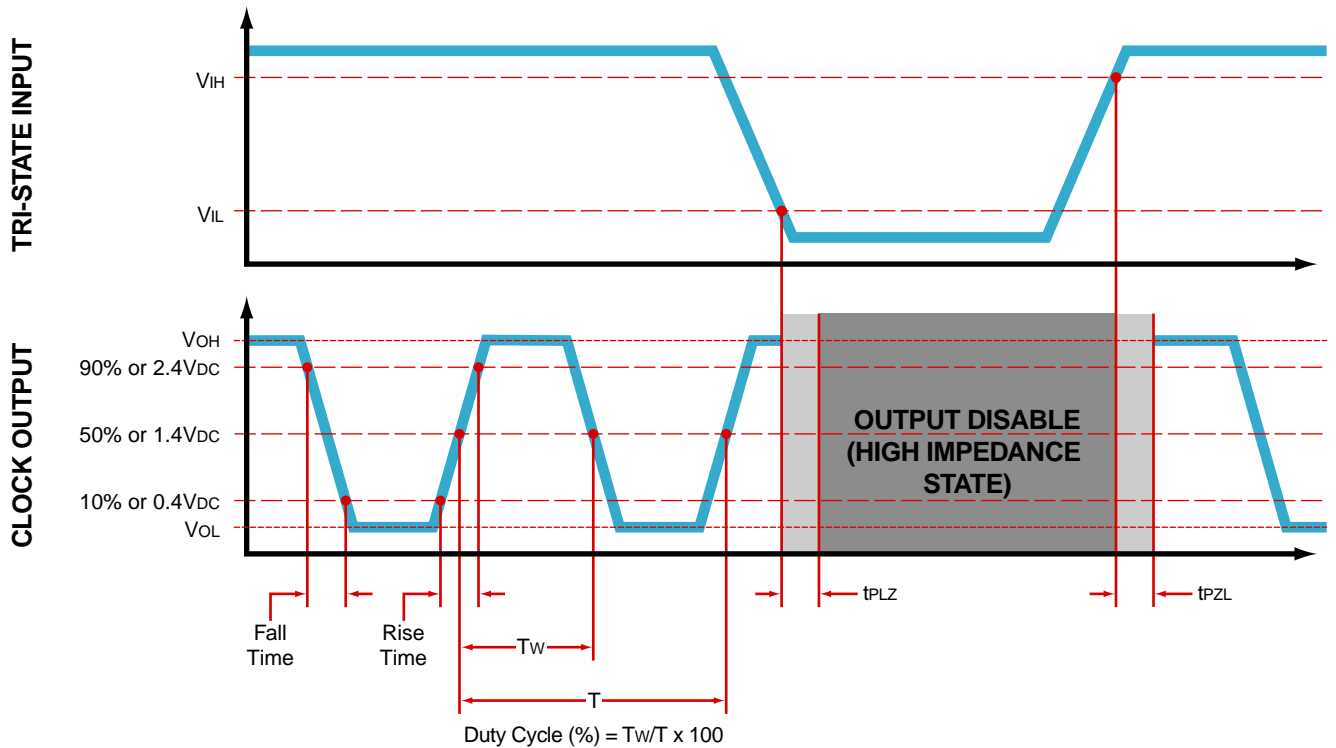 TRI-STATE INPUT
VIH
VIL
CLOCK OUTPUT
VOH
90% or 2.4VDC
50% or 1.4VDC
10% or 0.4VDC
VOL
OUTPUT DISABLE
(HIGH IMPEDANCE
STATE)
Fall
Time
Rise
Time
TW
T
tPLZ
tPZL
Duty Cycle (%) = TW/T x 100